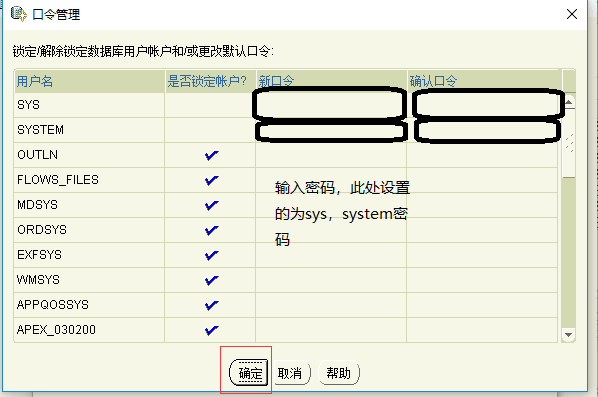 口令管理
锁定/解除锁定数据库用户帐户和/或更改默认口令:
用户名 是否锁定帐户? 新口令 确认口令
SYS
SYSTEM
OUTLN
FLOWS_FILES
MDSYS
ORDSYS
EXFSYS
WMSYS
APPQOSSYS
APEX_030200
输入密码，此处设置
的为sys，system密
码
确定 取消 帮助